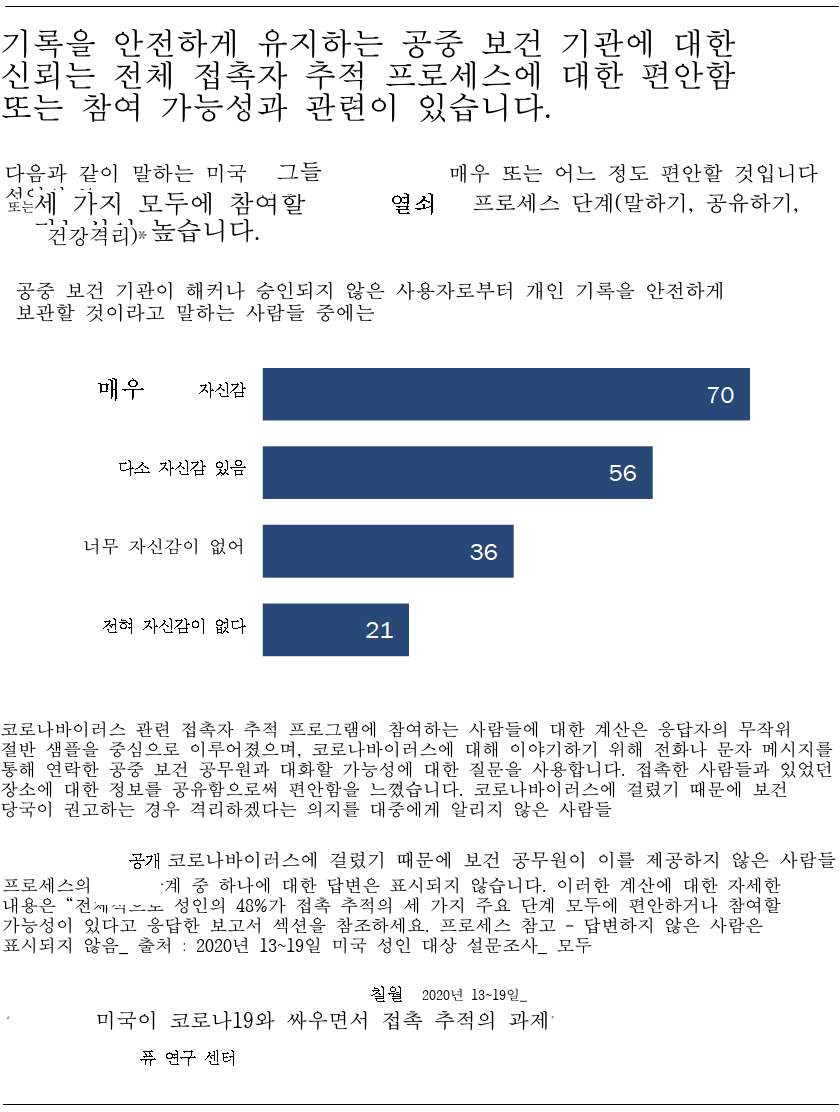 기록을 안전하게 유지하는 공중 보건 기관에 대한
신뢰는 전체 접촉자 추적 프로세스에 대한 편안함
또는 참여 가능성과 관련이 있습니다.
다음과 같이 말하는 미국 그들 매우 또는 어느 정도 편안할 것입니다
또는 세 가지 모두에 참여할 열쇠 프로세스 단계(말하기, 공유하기,
건강격리)* 높습니다.
공중 보건 기관이 해커나 승인되지 않은 사용자로부터 개인 기록을 안전하게
보관할 것이라고 말하는 사람들 중에는
매우 자신감 70
다소 자신감 있음 56
너무 자신감이 없어 36
전혀 자신감이 없다 21
코로나바이러스 관련 접촉자 추적 프로그램에 참여하는 사람들에 대한 계산은 응답자의 무작위
절반 샘플을 중심으로 이루어졌으며, 코로나바이러스에 대해 이야기하기 위해 전화나 문자 메시지를
통해 연락한 공중 보건 공무원과 대화할 가능성에 대한 질문을 사용합니다. 접촉한 사람들과 있었던
장소에 대한 정보를 공유함으로써 편안함을 느꼈습니다. 코로나바이러스에 걸렸기 때문에 보건
당국이 권고하는 경우 격리하겠다는 의지를 대중에게 알리지 않은 사람들
공개 코로나바이러스에 걸렸기 때문에 보건 공무원이 이를 제공하지 않은 사람들
프로세스의 중 하나에 대한 답변은 표시되지 않습니다. 이러한 계산에 대한 자세한
내용은 “전체적으로 성인의 48%가 접촉 추적의 세 가지 주요 단계 모두에 편안하거나 참여할
가능성이 있다고 응답한 보고서 섹션을 참조하세요. 프로세스 참고 – 답변하지 않은 사람은
표시되지 않음_ 출처 : 2020년 13~19일 미국 성인 대상 설문조사_ 모두
칠월 2020년 13~19일_
미국이 코로나19와 싸우면서 접촉 추적의 과제
퓨 연구 센터